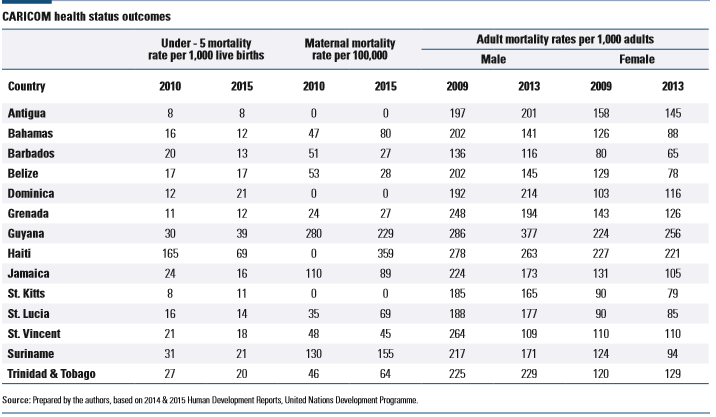 CARICOM health status outcomes
Under - 5 mortality Maternal mortality Adult mortality rates per 1,000 adults
rate per 1,000 live births rate per 100,000 Male Female
Country 2010 2015 2010 2015 2009 2013 2009 2013
Antigua 8 8 0 0 197 201 158 145
Bahamas 16 12 47 80 202 141 126 88
Barbados 20 13 51 27 136 116 80 65
Belize 17 17 53 28 202 145 129 78
Dominica 12 21 0 0 192 214 103 116
Grenada 11 12 24 27 248 194 143 126
Guyana 30 39 280 229 286 377 224 256
Haiti 165 69 0 359 278 263 227 221
Jamaica 24 16 110 89 224 173 131 105
St. Kitts 8 11 0 0 185 165 90 79
St. Lucia 16 14 35 69 188 177 90 85
St. Vincent 21 18 48 45 264 109 110 110
Suriname 31 21 130 155 217 171 124 94
Trinidad & Tobago 27 20 46 64 225 229 120 129
Source: Prepared by the authors, based on 2014 & 2015 Human Development Reports, United Nations Development Programme.